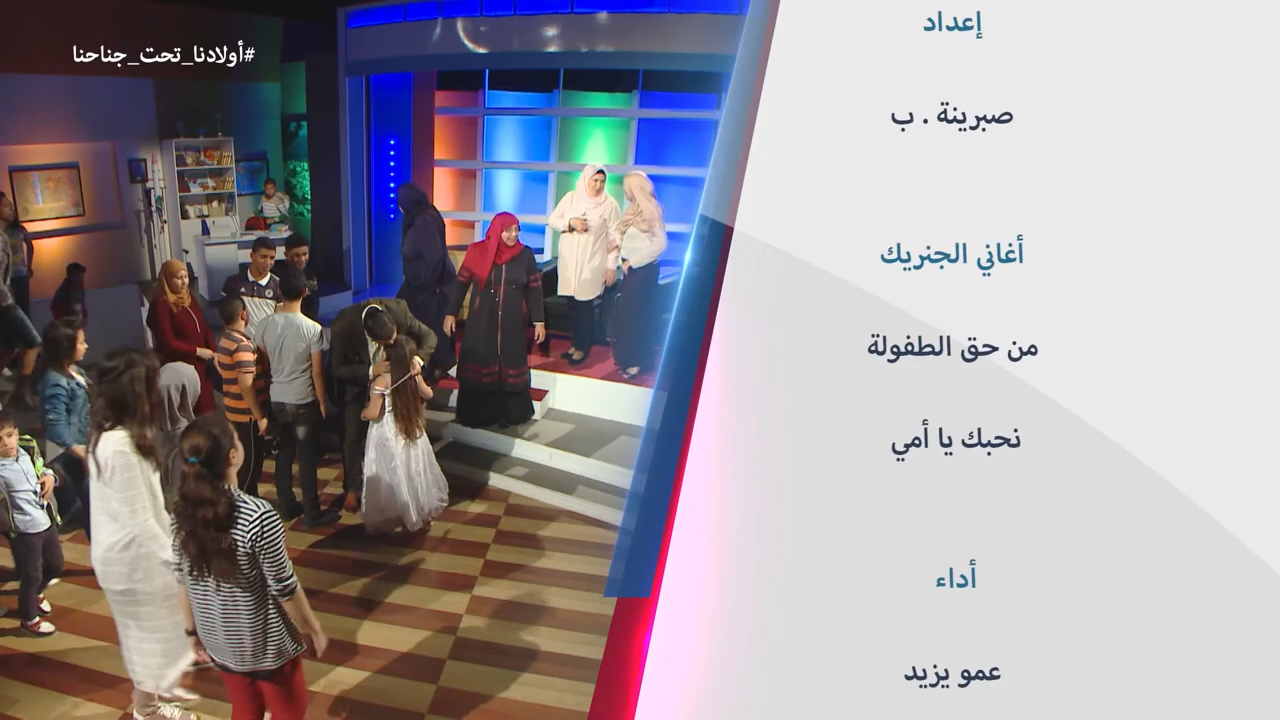 #أولادنا_تحت_جناحنا
إعداد
صبرينة . ب
أغاني الجنريك
من حق الطفولة
نحبك يا أمي
أداء
عمو يزيد